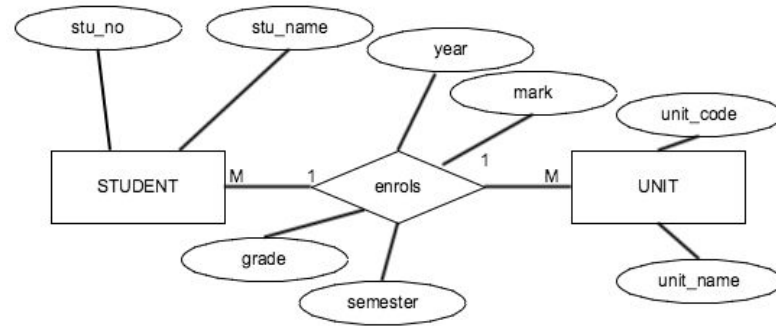 stu_no
stu_name
year
mark
unit_code
STUDENT
M
1
enrols
1
M
UNIT
grade
semester
unit_name